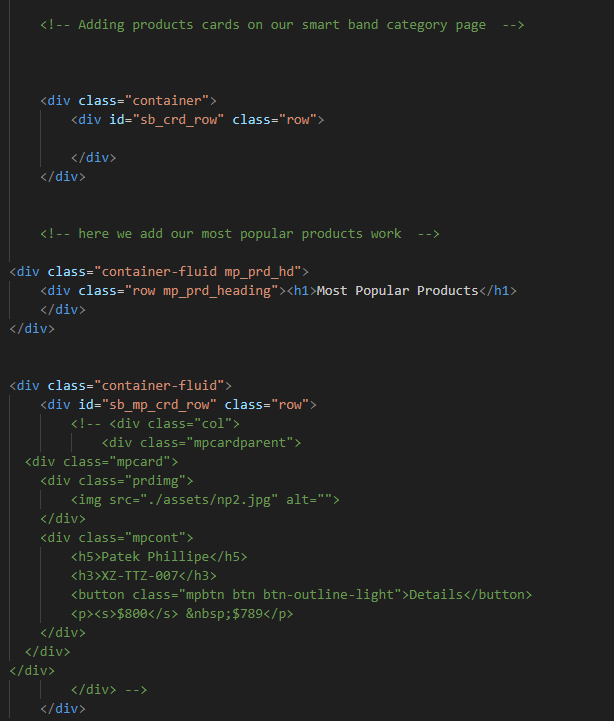 <!-- Adding products cards on our smart band category page  -->
<div class="container">
<div id="sb_crd_row" class="row">
</div>
</div>
<!-- here we add our most popular products work  -->
<div class="container-fluid mp_prd_hd">
<div class="row mp_prd_heading"><h1>Most Popular Products</h1>
</div>
</div>
<div class="container-fluid">
<div id="sb_mp_crd_row" class="row">
<!-- <div class="col">
<div class="mpcardparent">
<div class="mpcard">
<div class="prdimg">
<img src="./assets/np2.jpg" alt="">
</div>
<div class="mpcont">
<h5>Patek Phillipe</h5>
<h3>XZ-TTZ-007</h3>
<button class="mpbtn btn btn-outline-light">Details</button>
<p><s>$800</s> &nbsp;$789</p>
</div>
</div>
</div>
</div> -->
</div>